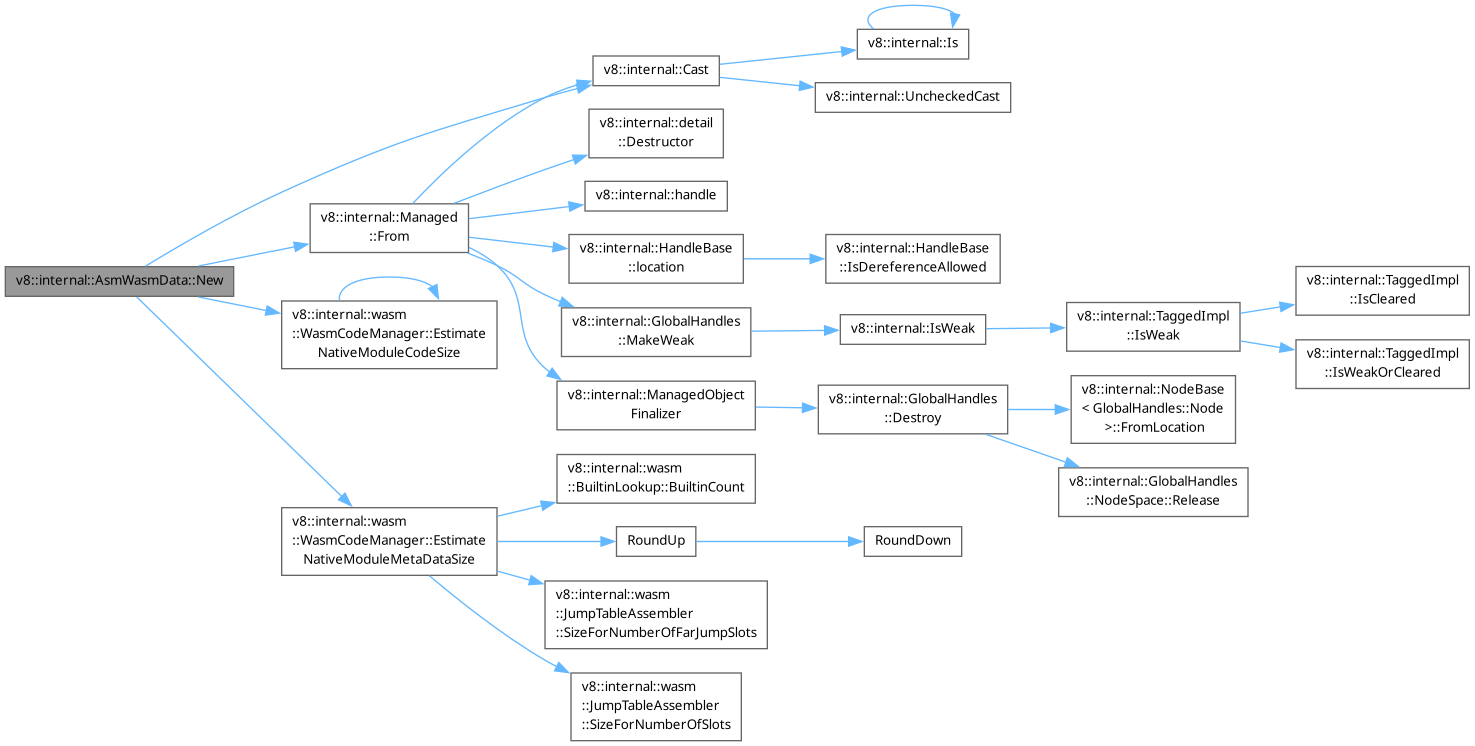 v8::internal::AsmWasmData::New
v8::internal::Cast
v8::internal::Is
v8::internal::UncheckedCast
v8::internal::Managed
::From
v8::internal::detail
::Destructor
v8::internal::handle
v8::internal::HandleBase
::location
v8::internal::HandleBase
::IsDereferenceAllowed
v8::internal::GlobalHandles
::MakeWeak
v8::internal::IsWeak
v8::internal::TaggedImpl
::IsWeak
v8::internal::TaggedImpl
::IsCleared
v8::internal::TaggedImpl
::IsWeakOrCleared
v8::internal::ManagedObject
Finalizer
v8::internal::GlobalHandles
::Destroy
v8::internal::NodeBase
< GlobalHandles::Node
>::FromLocation
v8::internal::GlobalHandles
::NodeSpace::Release
v8::internal::wasm
::WasmCodeManager::Estimate
NativeModuleCodeSize
v8::internal::wasm
::WasmCodeManager::Estimate
NativeModuleMetaDataSize
v8::internal::wasm
::BuiltinLookup::BuiltinCount
RoundUp
RoundDown
v8::internal::wasm
::JumpTableAssembler
::SizeForNumberOfFarJumpSlots
v8::internal::wasm
::JumpTableAssembler
::SizeForNumberOfSlots